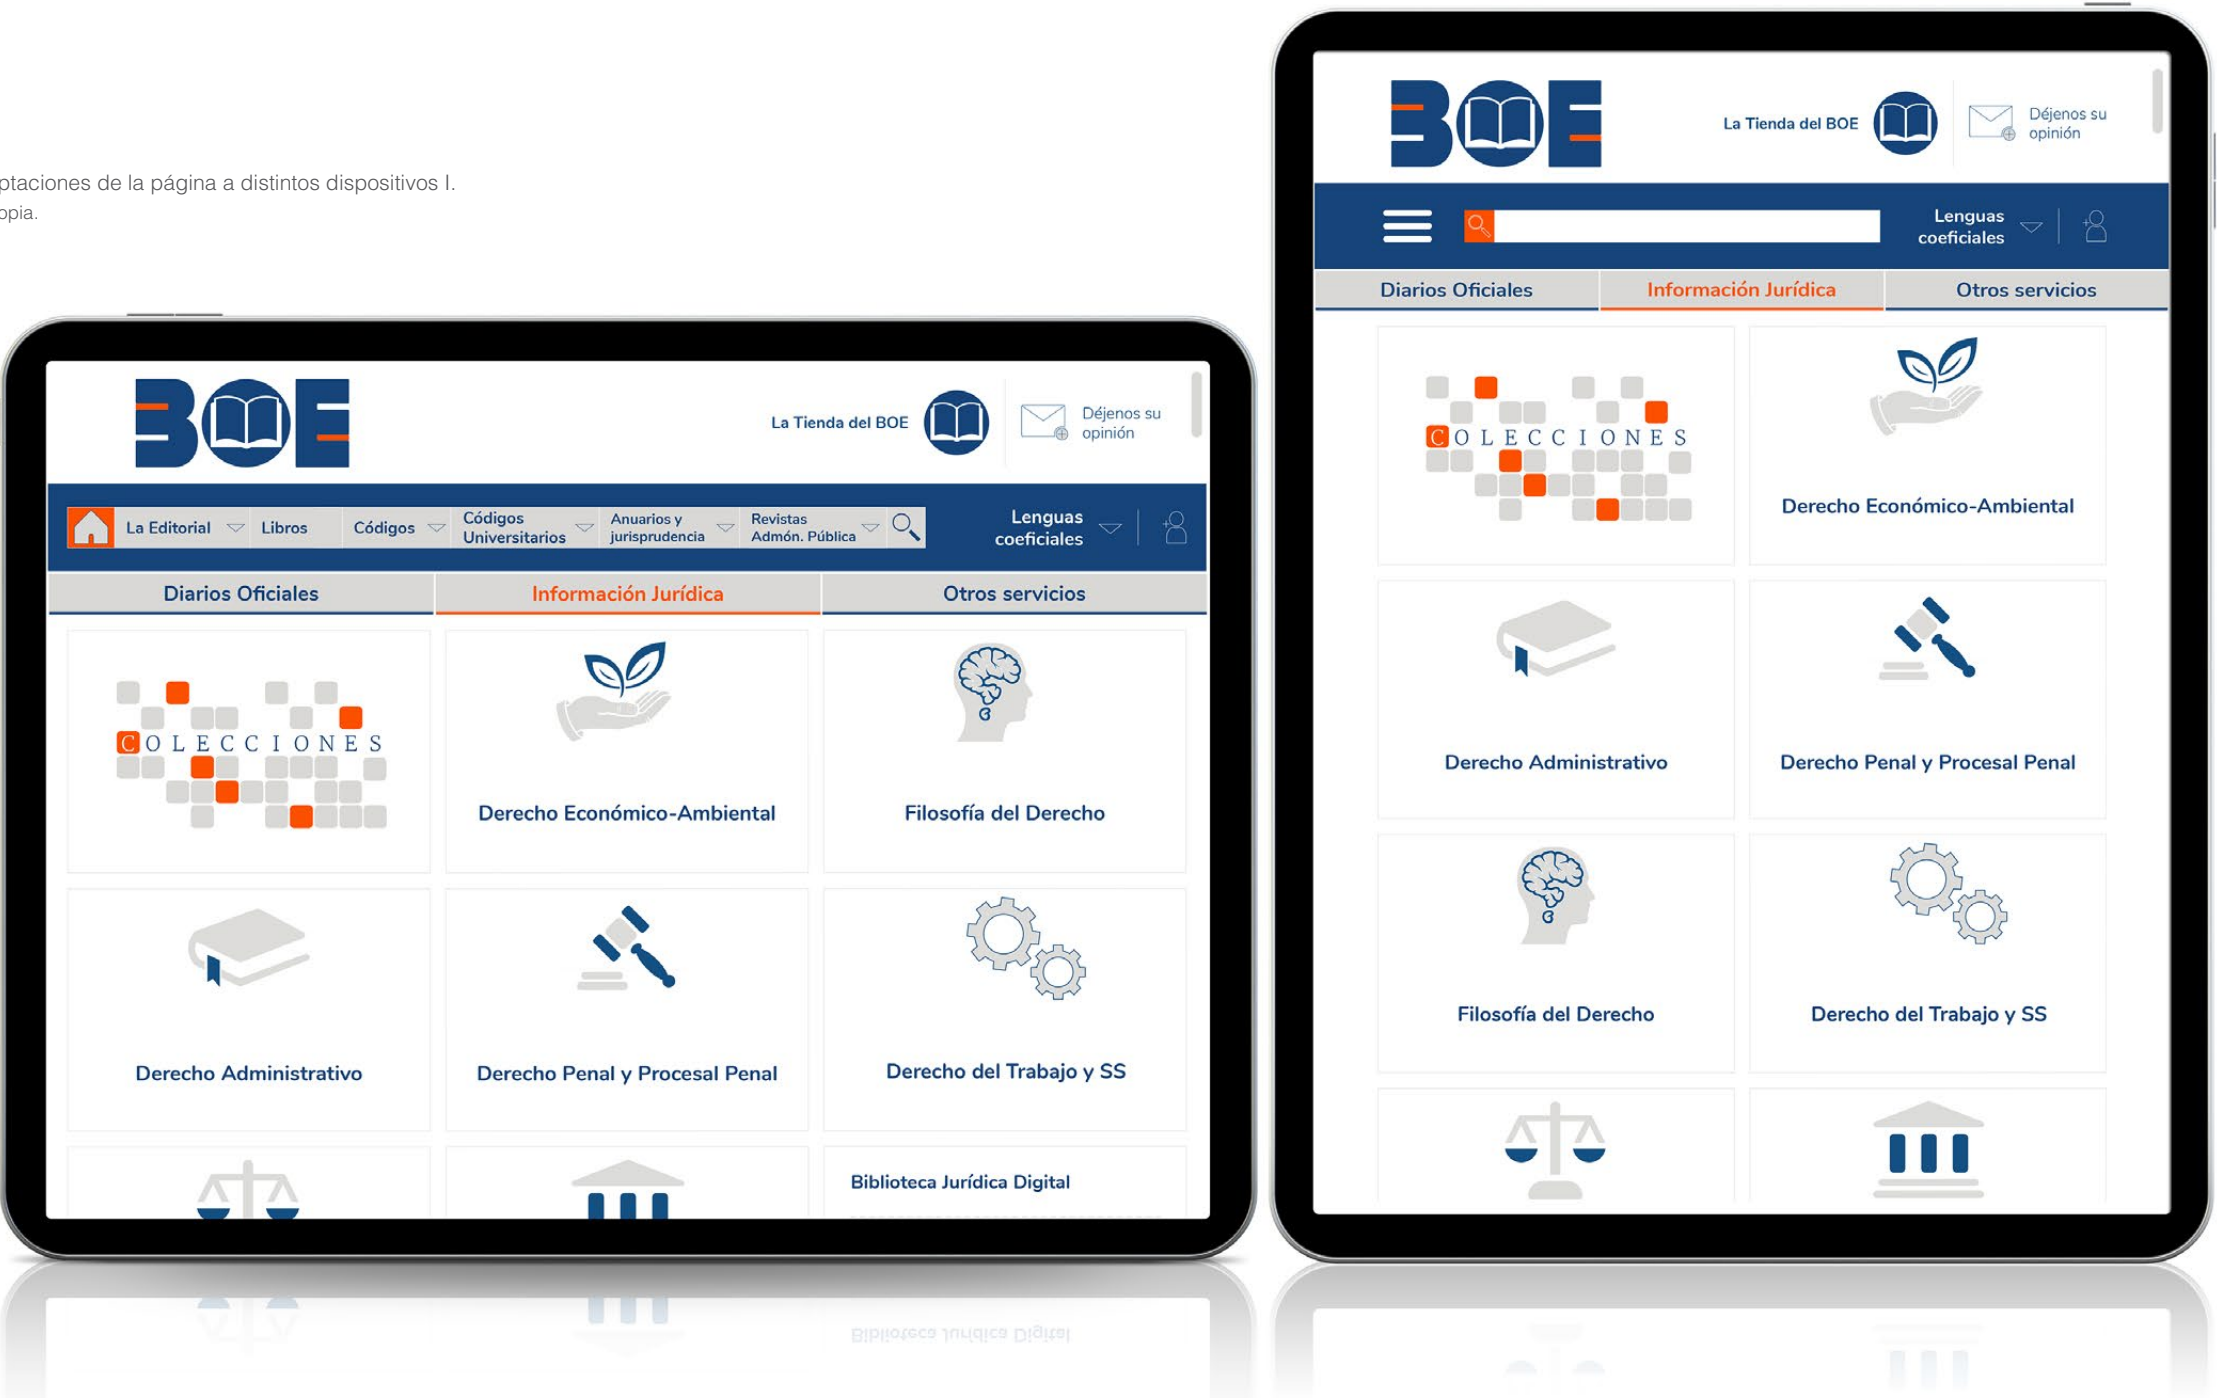 ptaciones de la página a distintos dispositivos I.
opia.
BOE
La Tienda del BOE
Déjenos su
opinión
La Editorial
Libros
Códigos
Códigos
Universitarios
Anuarios y
jurisprudencia
Revistas
Admón. Pública
Lenguas
coeficiales
Diarios Oficiales
Información Jurídica
Otros servicios
COLECCIONES
Derecho Económico-Ambiental
Filosofía del Derecho
Derecho Administrativo
Derecho Penal y Procesal Penal
Derecho del Trabajo y SS
Biblioteca Jurídica Digital
Biblioteca Jurídica Digital
BOE
La Tienda del BOE
Déjenos su
opinión
Lenguas
coeficiales
Diarios Oficiales
Información Jurídica
Otros servicios
COLECCIONES
Derecho Económico-Ambiental
Derecho Administrativo
Derecho Penal y Procesal Penal
Filosofía del Derecho
Derecho del Trabajo y SS